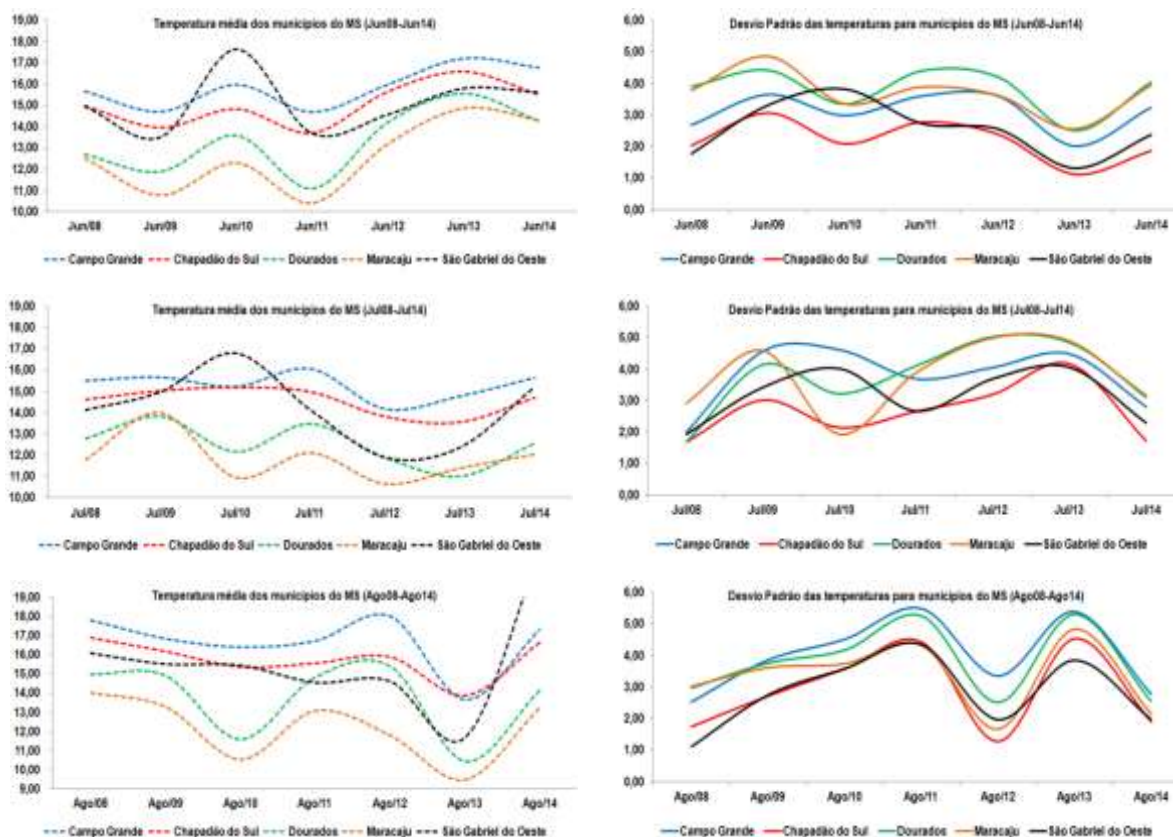 Temperatura média dos municípios do MS (Jun08-Jun14)
19,00
18,00
17,00
16,00
15,00
14,00
13,00
12,00
11,00
10,00
Jun/08 Jun/09 Jun/10 Jun/11 Jun/12 Jun/13 Jun/14
Campo Grande Chapadão do Sul Dourados Maracaju São Gabriel do Oeste
Desvio Padrão das temperaturas para municípios do MS (Jun08-Jun14)
6,00
5,00
4,00
3,00
2,00
1,00
0,00
Jun/08 Jun/09 Jun/10 Jun/11 Jun/12 Jun/13 Jun/14
Campo Grande Chapadão do Sul Dourados Maracaju São Gabriel do Oeste
Temperatura média dos municípios do MS (Jul08-Jul14)
19,00
18,00
17,00
16,00
15,00
14,00
13,00
12,00
11,00
10,00
Jul/08 Jul/09 Jul/10 Jul/11 Jul/12 Jul/13 Jul/14
Campo Grande Chapadão do Sul Dourados Maracaju São Gabriel do Oeste
Desvio Padrão das temperaturas para municípios do MS (Jul08-Jul14)
6,00
5,00
4,00
3,00
2,00
1,00
0,00
Jul/08 Jul/09 Jul/10 Jul/11 Jul/12 Jul/13 Jul/14
Campo Grande Chapadão do Sul Dourados Maracaju São Gabriel do Oeste
Temperatura média dos municípios do MS (Ago08-Ago14)
19,00
18,00
17,00
16,00
15,00
14,00
13,00
12,00
11,00
10,00
9,00
Ago/08 Ago/09 Ago/10 Ago/11 Ago/12 Ago/13 Ago/14
Campo Grande Chapadão do Sul Dourados Maracaju São Gabriel do Oeste
Desvio Padrão das temperaturas para municípios do MS (Ago08-Ago14)
6,00
5,00
4,00
3,00
2,00
1,00
0,00
Ago/08 Ago/09 Ago/10 Ago/11 Ago/12 Ago/13 Ago/14
Campo Grande Chapadão do Sul Dourados Maracaju São Gabriel do Oeste